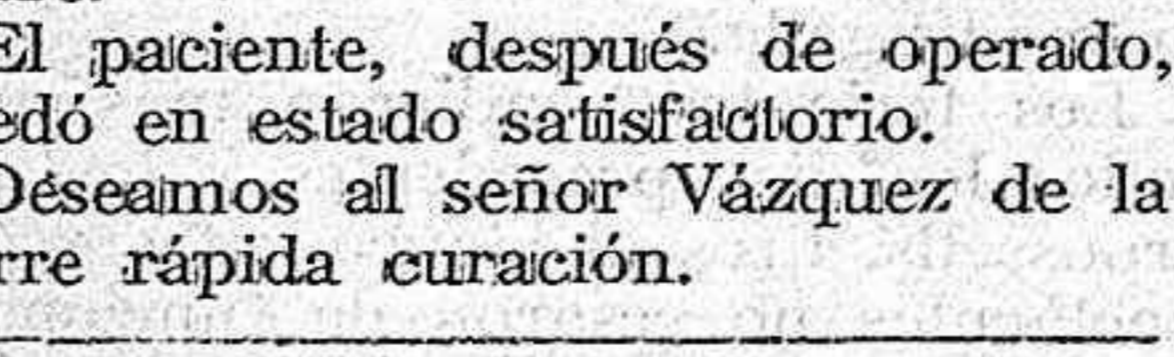 El paciente, después de operado,
edó en estado satisfactorio.
Deseamos al señor Vázquez de la
rre rápida curación.